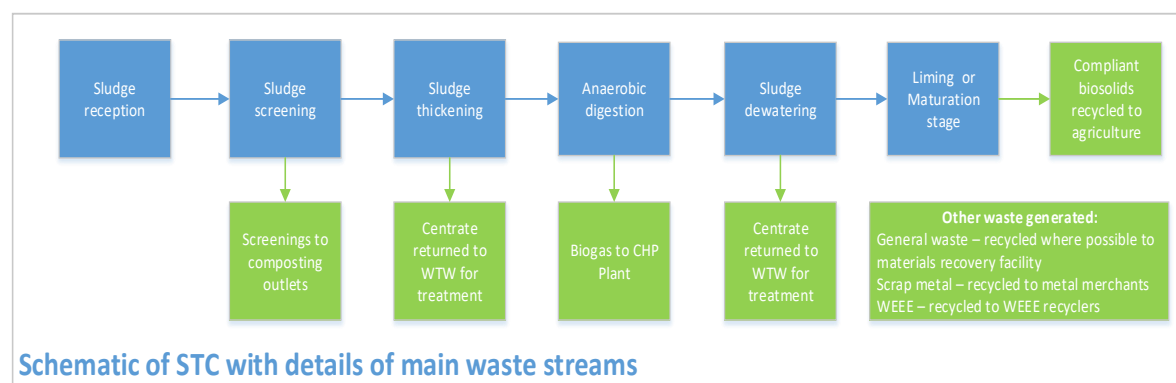 Sludge
reception
Sludge
screening
Sludge
thickening
Anaerobic
digestion
Sludge
dewatering
Liming or
Maturation
stage
Compliant
biosolids
recycled to
agriculture
Screenings to
composting
outlets
Centrate
returned to
WTW for
treatment
Biogas to CHP
Plant
Centrate
returned to
WTW for
treatment
Other waste generated:
General waste – recycled where possible to
materials recovery facility
Scrap metal – recycled to metal merchants
WEEE – recycled to WEEE recyclers
Schematic of STC with details of main waste streams